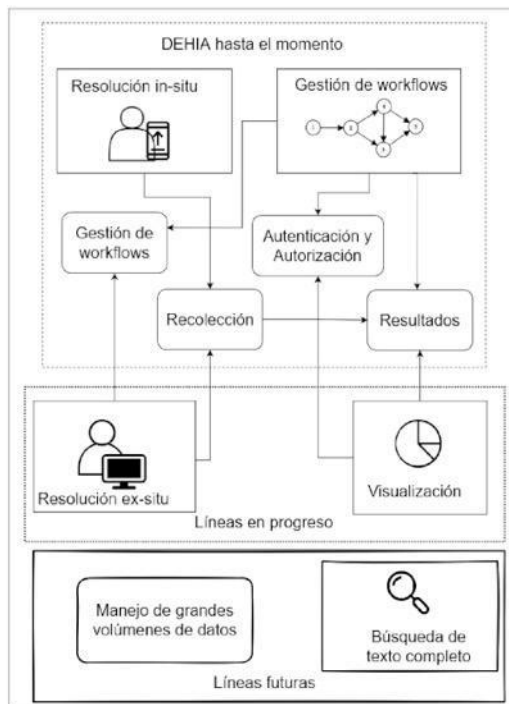 DEHIA hasta el momento
Resolución in-situ
Gestión de workflows
Gestión de
workflows
Autenticación y
Autorización
Recolección
Resultados
Resolución ex-situ
Visualización
Líneas en progreso
Manejo de grandes
volúmenes de datos
Búsqueda de
texto completo
Líneas futuras